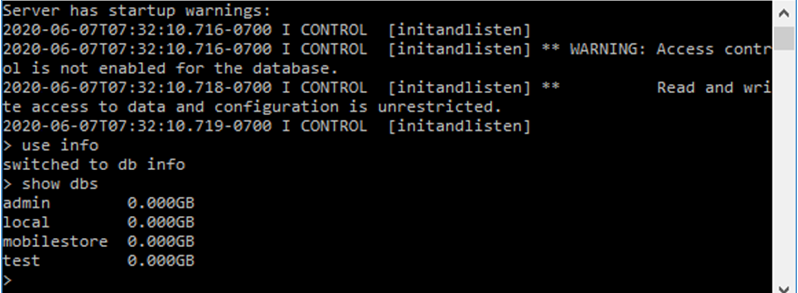 Server has startup warnings:
2020-06-07T07:32:10.716-0700 I CONTROL  [initandlisten]
2020-06-07T07:32:10.716-0700 I CONTROL  [initandlisten] ** WARNING: Access contr
ol is not enabled for the database.
2020-06-07T07:32:10.718-0700 I CONTROL  [initandlisten] **          Read and wri
te access to data and configuration is unrestricted.
2020-06-07T07:32:10.719-0700 I CONTROL  [initandlisten]
> use info
switched to db info
> show dbs
admin        0.000GB
local        0.000GB
mobilestore  0.000GB
test         0.000GB
>